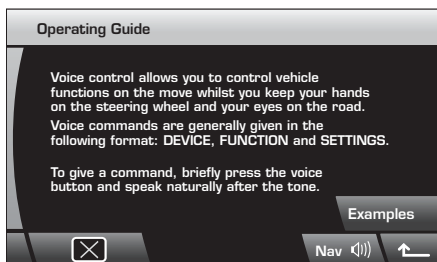 Operating Guide
Voice control allows you to control vehicle
functions on the move whilst you keep your hands
on the steering wheel and your eyes on the road.
Voice commands are generally given in the
following format: DEVICE, FUNCTION and SETTINGS.
To give a command, briefly press the voice
button and speak naturally after the tone.
Examples
Nav